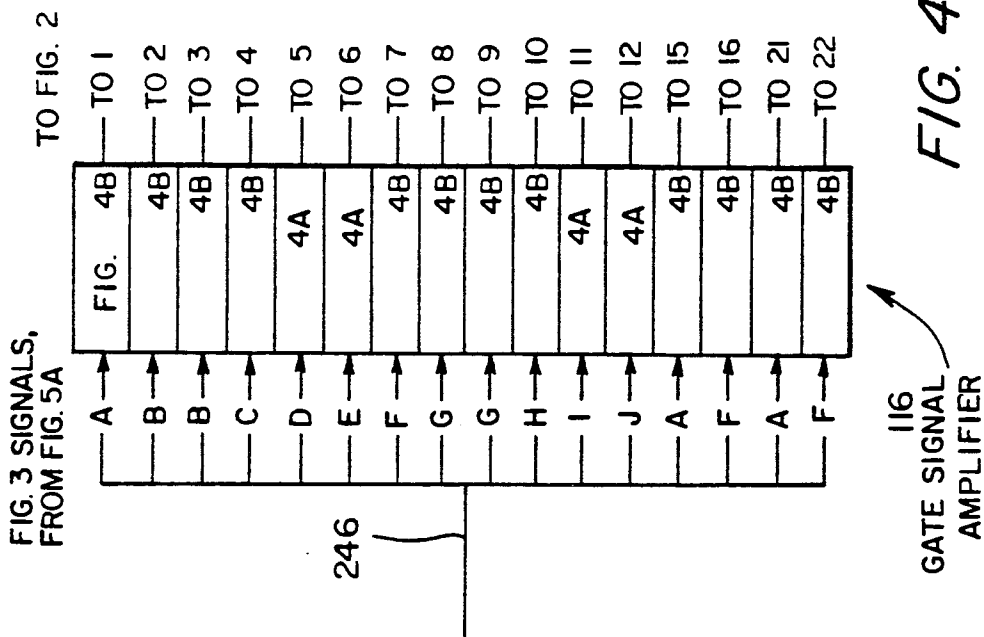 FIG. 3 SIGNALS,
FROM FIG. 5A
TO FIG. 2
A FIG. 4B TO 1
B 4B TO 2
B 4B TO 3
C 4B TO 4
D 4A TO 5
E 4A TO 6
F 4B TO 7
G 4B TO 8
G 4B TO 9
H 4B TO 10
I 4A TO 11
J 4A TO 12
A 4B TO 15
F 4B TO 16
A 4B TO 21
F 4B TO 22
246
116
GATE SIGNAL
AMPLIFIER
FIG. 4